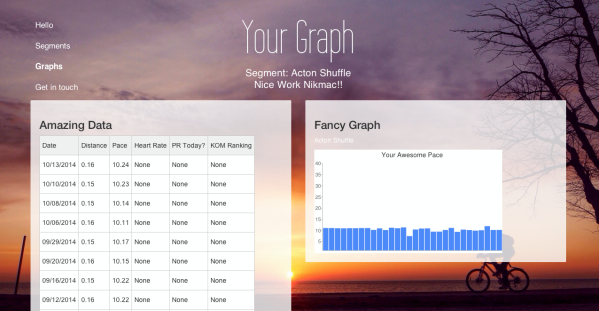 Hello
Segments
Graphs
Get in touch
Your Graph
Segment: Acton Shuffle
Nice Work Nikmac!!
Amazing Data
Date Distance Pace Heart Rate PR Today? KOM Ranking
10/13/2014 0.16 10.24 None None None
10/10/2014 0.15 10.23 None None None
10/08/2014 0.15 10.14 None None None
10/06/2014 0.16 10.11 None None None
09/29/2014 0.15 10.17 None None None
09/20/2014 0.16 10.15 None None None
09/16/2014 0.15 10.22 None None None
09/12/2014 0.16 10.22 None None None
Fancy Graph
Acton Shuffle
Your Awesome Pace
40
35
30
25
20
15
10
5